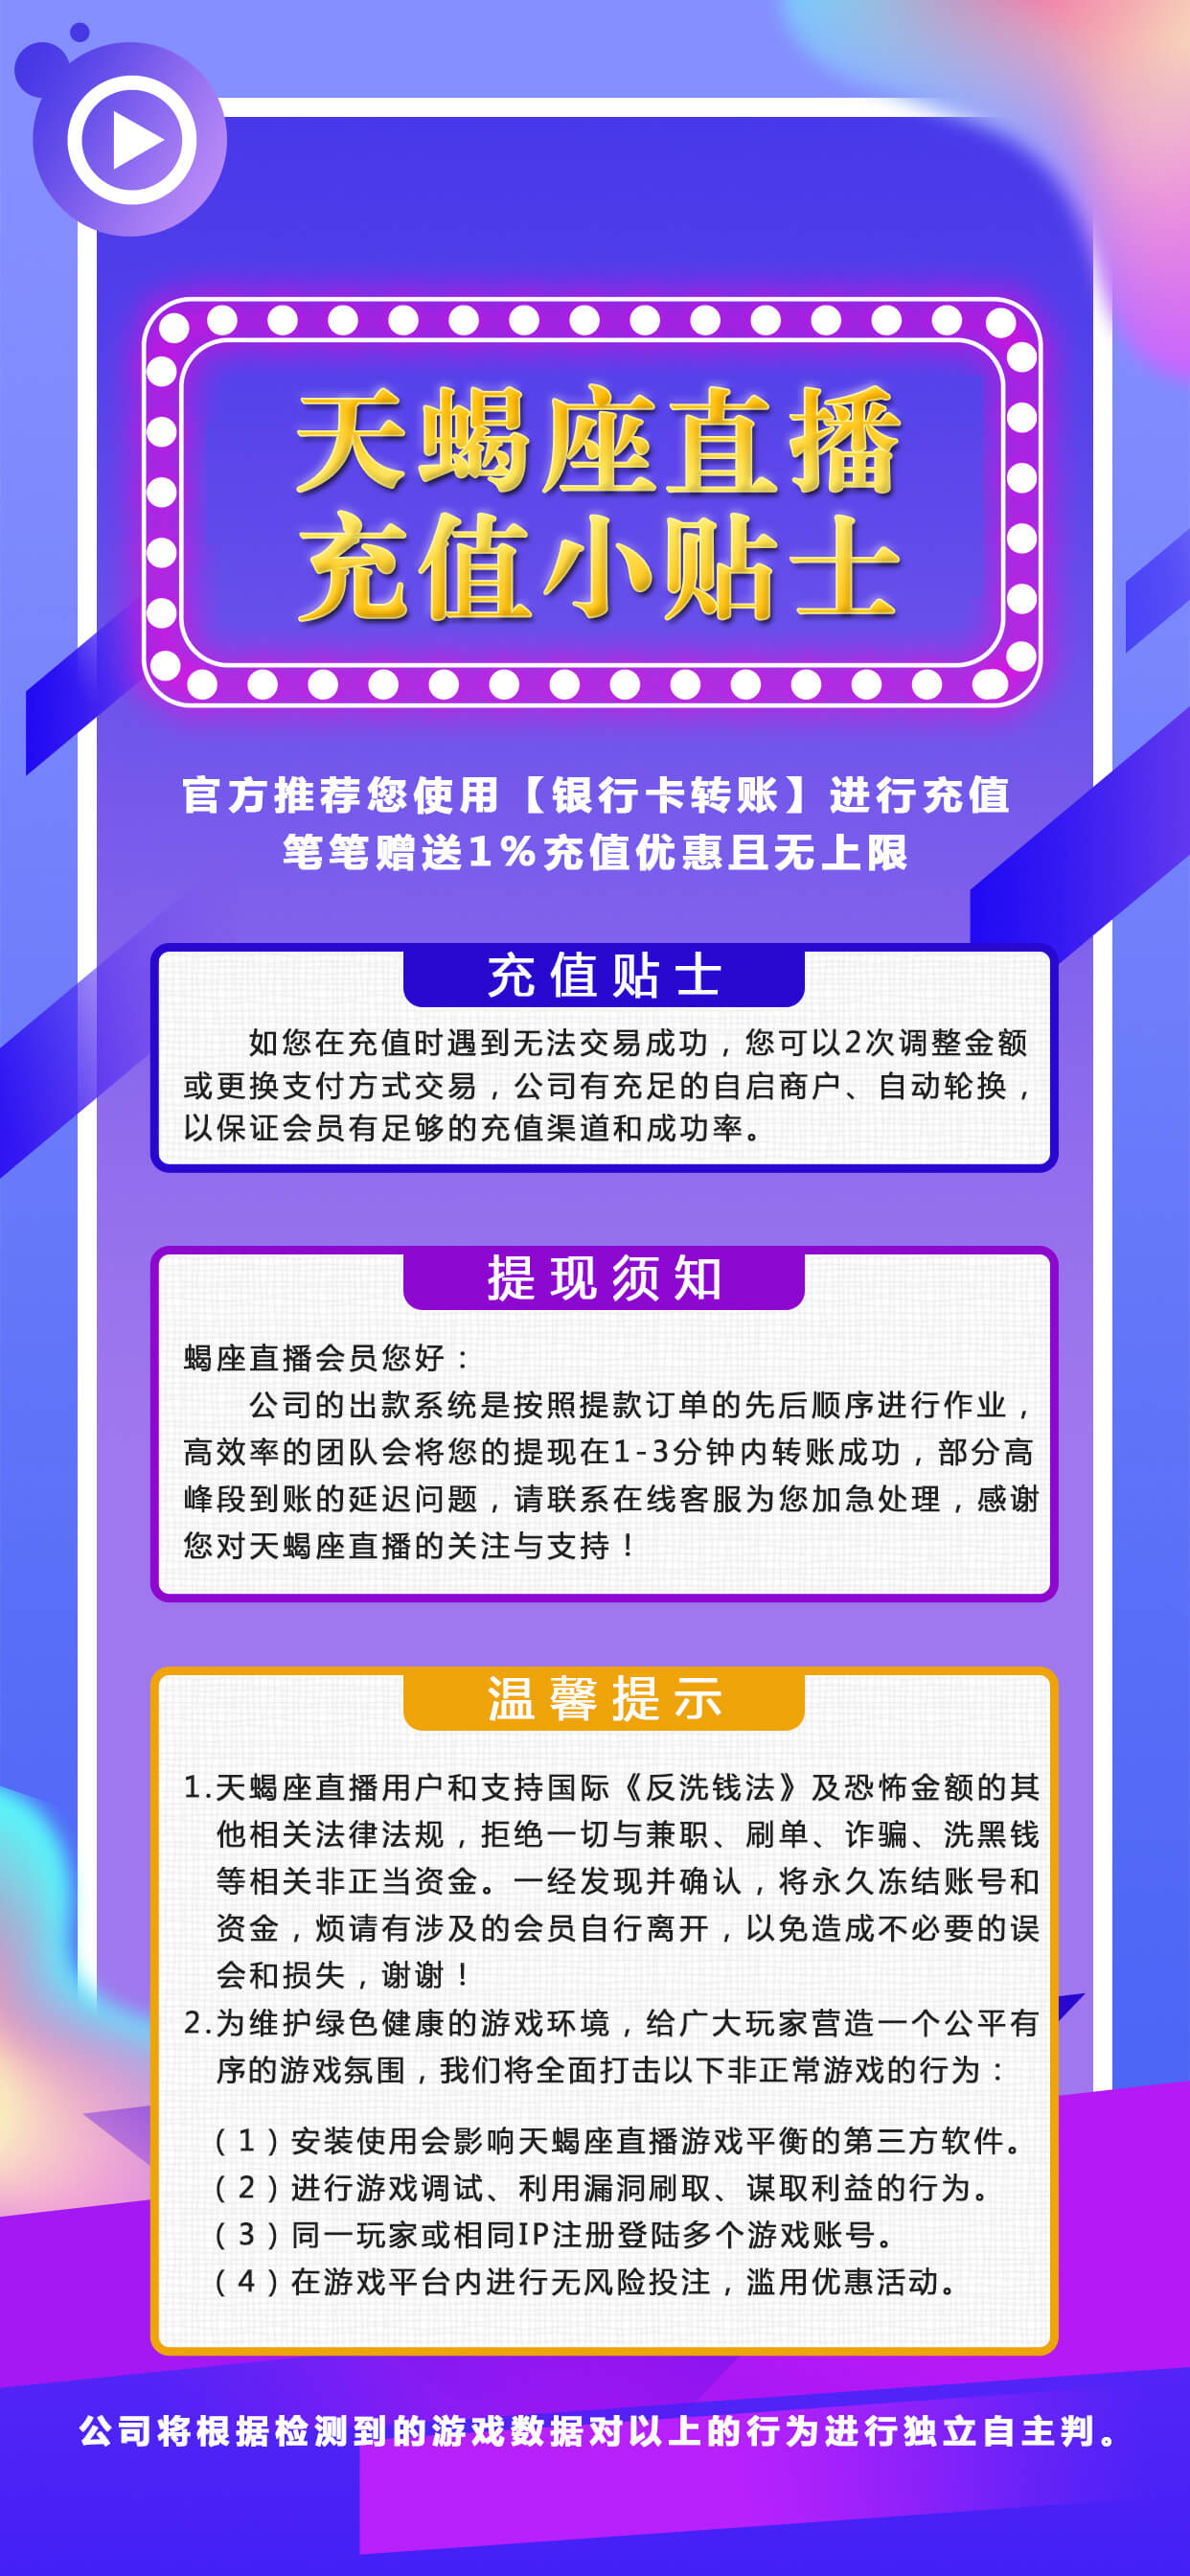 天蝎座直播
充值小贴士
官方推荐您使用【银行卡转账】进行充值
笔笔赠送1%充值优惠且无上限
充值贴士
如您在充值时遇到无法交易成功，您可以2次调整金额
或更换支付方式交易，公司有充足的自启商户、自动轮换，
以保证会员有足够的充值渠道和成功率。
提现须知
蝎座直播会员您好：
公司的出款系统是按照提款订单的先后顺序进行作业，
高效率的团队会将您的提现在1-3分钟内转账成功，部分高
峰段到账的延迟问题，请联系在线客服为您加急处理，感谢
您对天蝎座直播的关注与支持！
温馨提示
1.天蝎座直播用户和支持国际《反洗钱法》及恐怖金额的其
他相关法律法规，拒绝一切与兼职、刷单、诈骗、洗黑钱
等相关非正当资金。一经发现并确认，将永久冻结账号和
资金，烦请有涉及的会员自行离开，以免造成不必要的误
会和损失，谢谢！
2.为维护绿色健康的游戏环境，给广大玩家营造一个公平有
序的游戏氛围，我们将全面打击以下非正常游戏的行为：
（1）安装使用会影响天蝎座直播游戏平衡的第三方软件。
（2）进行游戏调试、利用漏洞刷取、谋取利益的行为。
（3）同一玩家或相同IP注册登陆多个游戏账号。
（4）在游戏平台内进行无风险投注，滥用优惠活动。
公司将根据检测到的游戏数据对以上的行为进行独立自主判。